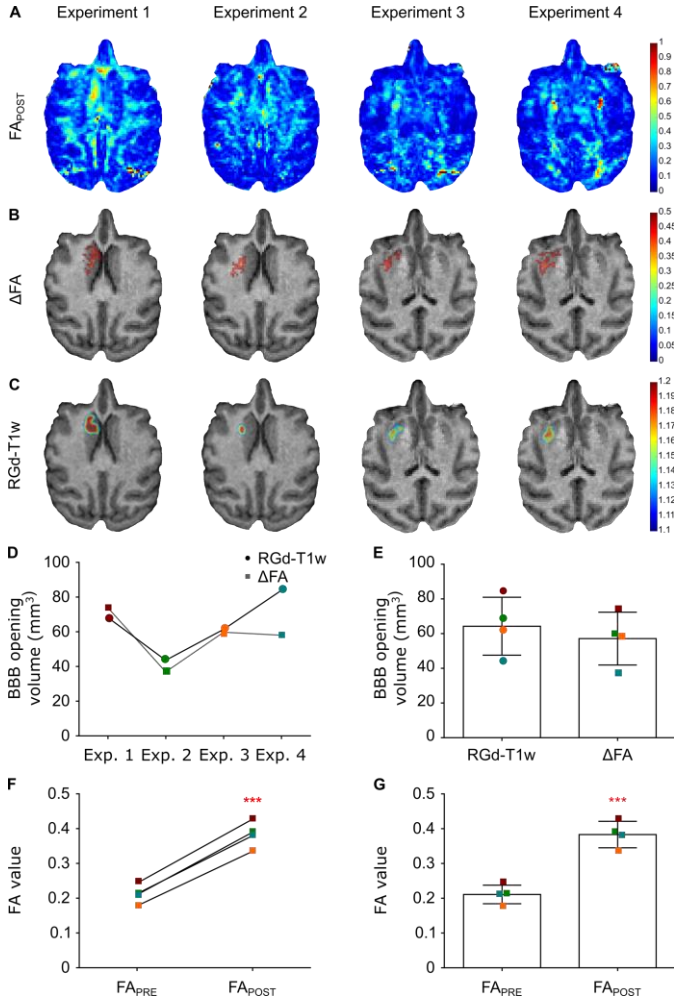 A Experiment 1 Experiment 2 Experiment 3 Experiment 4
FAPOST
1
0.9
0.8
0.7
0.6
0.5
0.4
0.3
0.2
0.1
0
B
ΔFA
0.5
0.45
0.4
0.35
0.3
0.25
0.2
0.15
0.1
0.05
0
C
RGd-T1w
1.2
1.19
1.18
1.17
1.16
1.15
1.14
1.13
1.12
1.11
1.1
D
BBB opening
volume (mm³)
100
80
60
40
20
0
RGd-T1w
ΔFA
Exp. 1 Exp. 2 Exp. 3 Exp. 4
E
BBB opening
volume (mm³)
100
80
60
40
20
0
RGd-T1w ΔFA
F
FA value
0.5
0.4
0.3
0.2
0.1
0
***
FAPRE FAPOST
G
FA value
0.5
0.4
0.3
0.2
0.1
0
***
FAPRE FAPOST